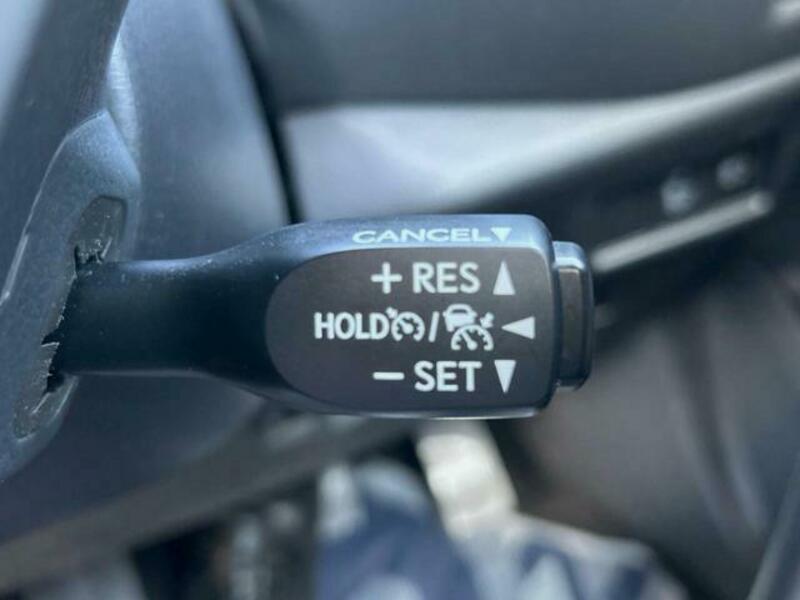 CANCEL▼
+ RES ▲
HOLD / ◀
- SET ▼